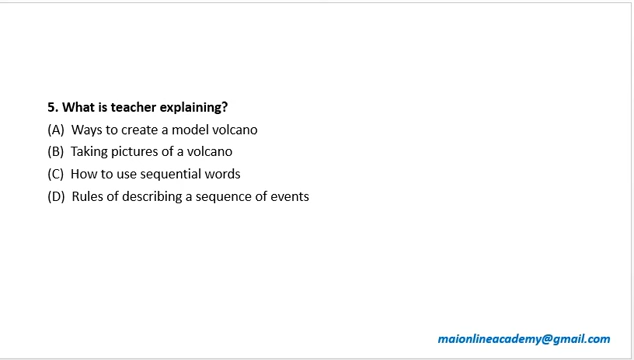 5. What is teacher explaining?
(A) Ways to create a model volcano
(B) Taking pictures of a volcano
(C) How to use sequential words
(D) Rules of describing a sequence of events
maionlineacademy@gmail.com